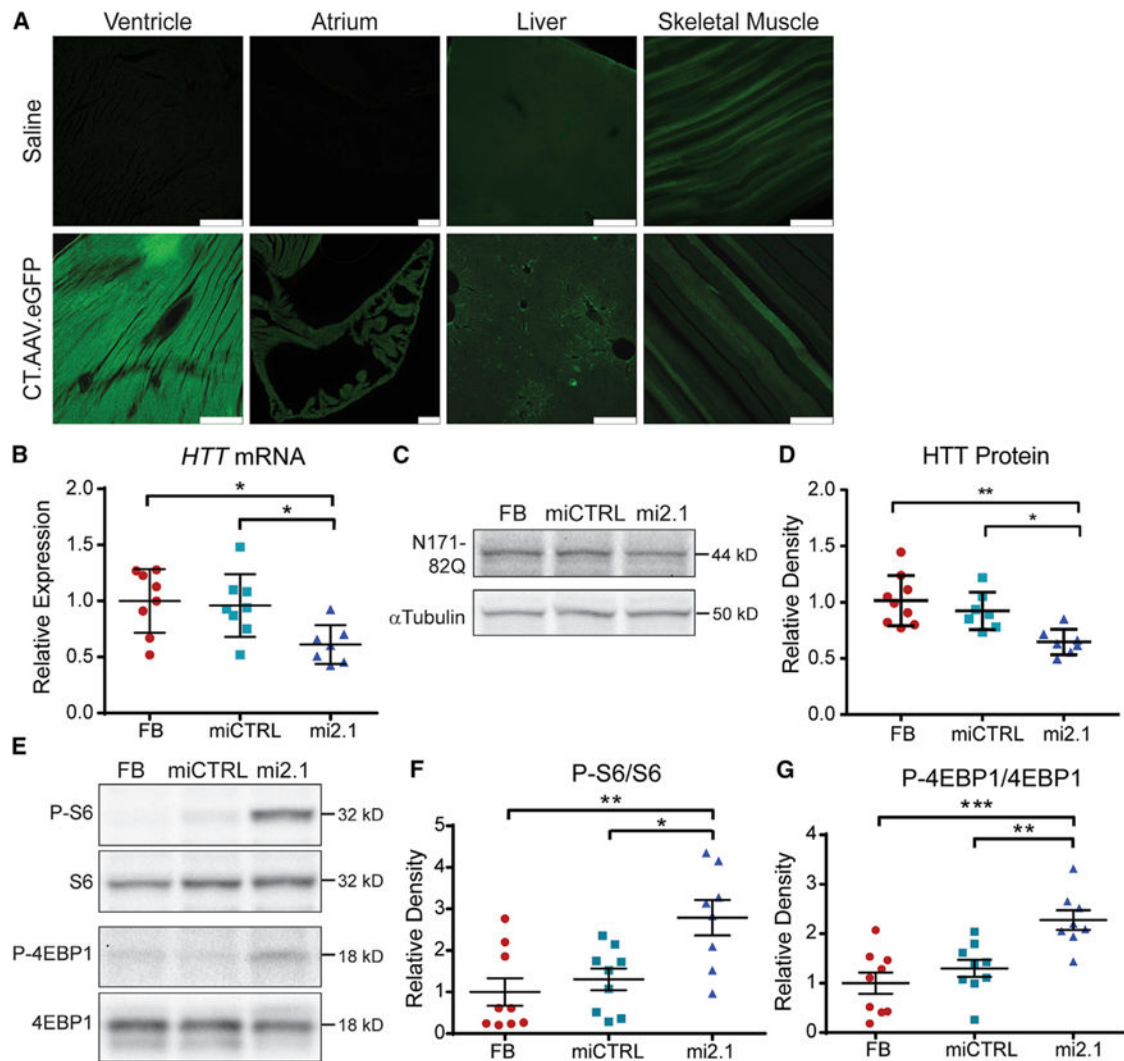 A
Ventricle Atrium Liver Skeletal Muscle
Saline
CT.AAV.eGFP
B
HTT mRNA
* 
*
Relative Expression
2.0
1.5
1.0
0.5
0.0
FB miCTRL mi2.1
C
FB miCTRL mi2.1
N171-
82Q
44 kD
αTubulin
50 kD
D
HTT Protein
**
*
Relative Density
2.0
1.5
1.0
0.5
0.0
FB miCTRL mi2.1
E
FB miCTRL mi2.1
P-S6
32 kD
S6
32 kD
P-4EBP1
18 kD
4EBP1
18 kD
F
P-S6/S6
**
*
Relative Density
5
4
3
2
1
0
FB miCTRL mi2.1
G
P-4EBP1/4EBP1
***
**
Relative Density
4
3
2
1
0
FB miCTRL mi2.1